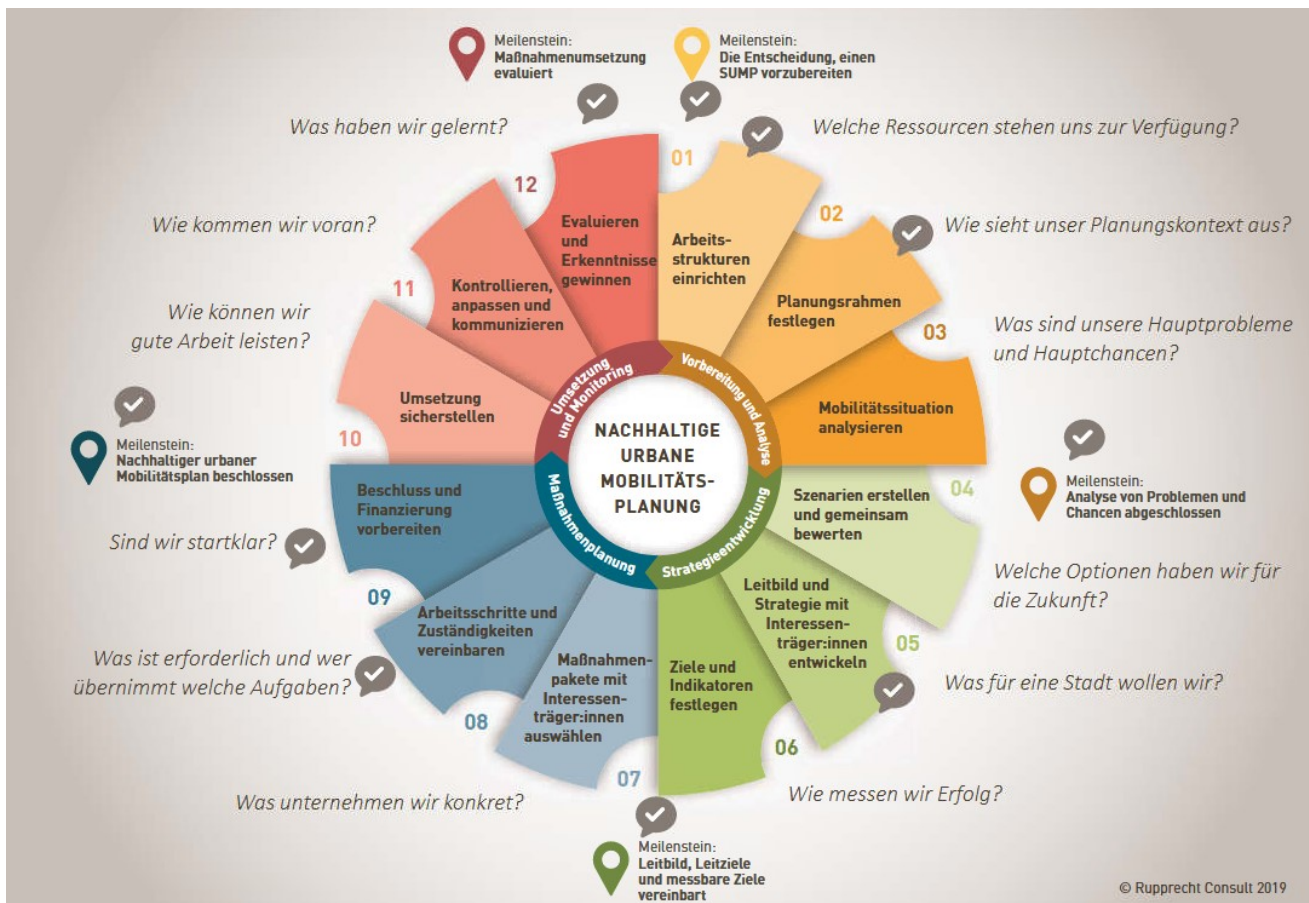 Meilenstein:
Maßnahmenumsetzung
evaluiert
Meilenstein:
Die Entscheidung, einen
SUMP vorzubereiten
Was haben wir gelernt?
Welche Ressourcen stehen uns zur Verfügung?
Wie kommen wir voran?
Wie sieht unser Planungskontext aus?
Wie können wir
gute Arbeit leisten?
Was sind unsere Hauptprobleme
und Hauptchancen?
Meilenstein:
Nachhaltiger urbaner
Mobilitätsplan beschlossen
Meilenstein:
Analyse von Problemen und
Chancen abgeschlossen
Sind wir startklar?
Welche Optionen haben wir für
die Zukunft?
Was ist erforderlich und wer
übernimmt welche Aufgaben?
Was für eine Stadt wollen wir?
Was unternehmen wir konkret?
Wie messen wir Erfolg?
Meilenstein:
Leitbild, Leitziele
und messbare Ziele
vereinbart
01
Arbeits-
strukturen
einrichten
02
Planungsrahmen
festlegen
03
Mobilitätssituation
analysieren
04
Szenarien erstellen
und gemeinsam
bewerten
05
Leitbild und
Strategie mit
Interessen-
träger:innen
entwickeln
06
Ziele und
Indikatoren
festlegen
07
Maßnahmen-
pakete mit
Interessen-
träger:innen
auswählen
08
Arbeitsschritte und
Zuständigkeiten
vereinbaren
09
Beschluss und
Finanzierung
vorbereiten
10
Umsetzung
sicherstellen
11
Kontrollieren,
anpassen und
kommunizieren
12
Evaluieren
und
Erkenntnisse
gewinnen
Vorbereitung und Analyse
Strategieentwicklung
Maßnahmenplanung
Umsetzung
und Monitoring
NACHHALTIGE
URBANE
MOBILITÄTS-
PLANUNG
© Rupprecht Consult 2019